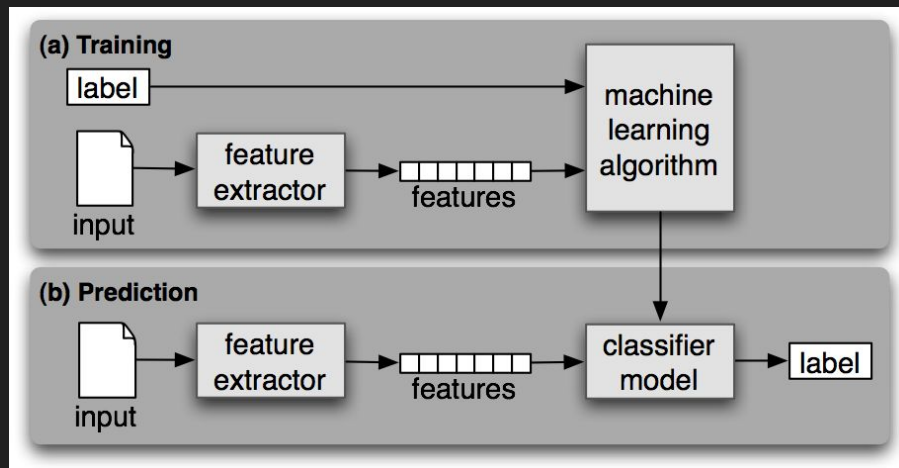 (a) Training
label
machine
learning
algorithm
feature
extractor
features
input
(b) Prediction
feature
extractor
features
classifier
model
label
input